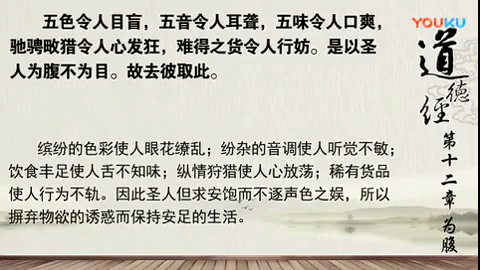 五色令人目盲，五音令人耳聋，五味令人口爽，
驰骋畋猎令人心发狂，难得之货令人行妨。是以圣
人为腹不为目。故去彼取此。
缤纷的色彩使人眼花缭乱；纷杂的音调使人听觉不敏；
饮食丰足使人舌不知味；纵情狩猎使人心放荡；稀有货品
使人行为不轨。因此圣人但求安饱而不逐声色之娱，所以
摒弃物欲的诱惑而保持安足的生活。
YOUKU
道德经
第十二章 为腹